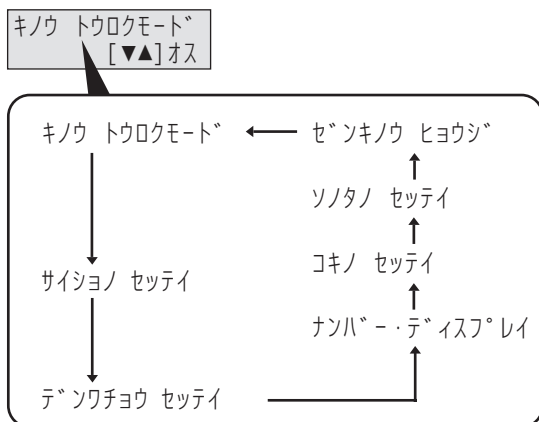 キノウ トウロクモード
[▼▲]オス
キノウ トウロクモード
ゼンキノウ ヒョウジ
ソノタノ セッテイ
サイショノ セッテイ
コキノ セッテイ
ナンバー・ディスプレイ
デンワチョウ セッテイ